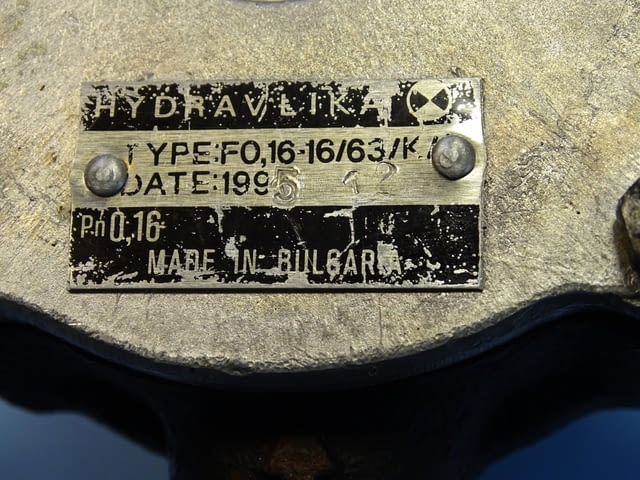 HYDRAVLIKA
TYPE:F0,16-16/63/K
DATE:1995 12
Pn 0,16
MADE IN BULGARIA